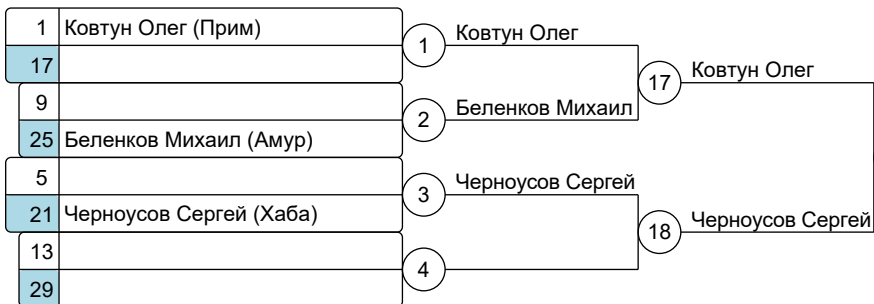 1 Ковтун Олег (Прим)
17
9
25 Беленков Михаил (Амур)
5
21 Черноусов Сергей (Хаба)
13
29
1 Ковтун Олег
2 Беленков Михаил
3 Черноусов Сергей
4
17 Ковтун Олег
18 Черноусов Сергей